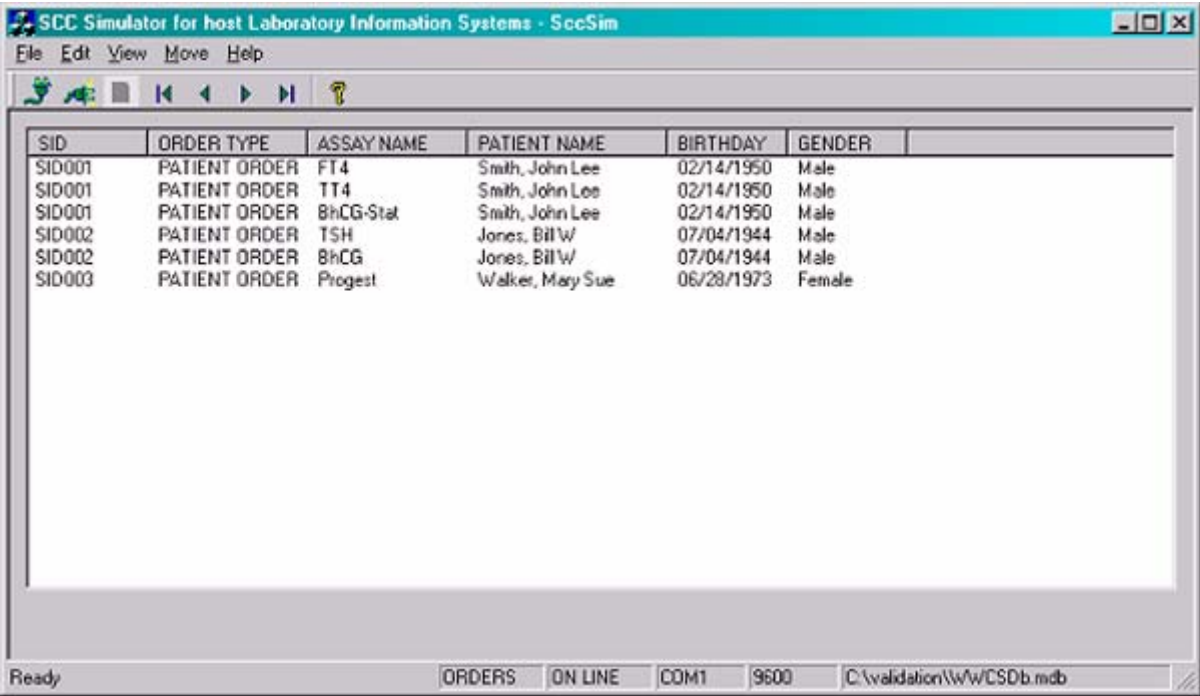 SCC Simulator for host Laboratory Information Systems - SccSim
File Edit View Move Help
SID ORDER TYPE ASSAY NAME PATIENT NAME BIRTHDAY GENDER
SID001 PATIENT ORDER FT4 Smith, John Lee 02/14/1950 Male
SID001 PATIENT ORDER TT4 Smith, John Lee 02/14/1950 Male
SID001 PATIENT ORDER BhCG-Stat Smith, John Lee 02/14/1950 Male
SID002 PATIENT ORDER TSH Jones, Bill W 07/04/1944 Male
SID002 PATIENT ORDER BhCG Jones, Bill W 07/04/1944 Male
SID003 PATIENT ORDER Progest Walker, Mary Sue 06/28/1973 Female
Ready ORDERS ON LINE COM1 9600 C:\validation\WWCSDb.mdb